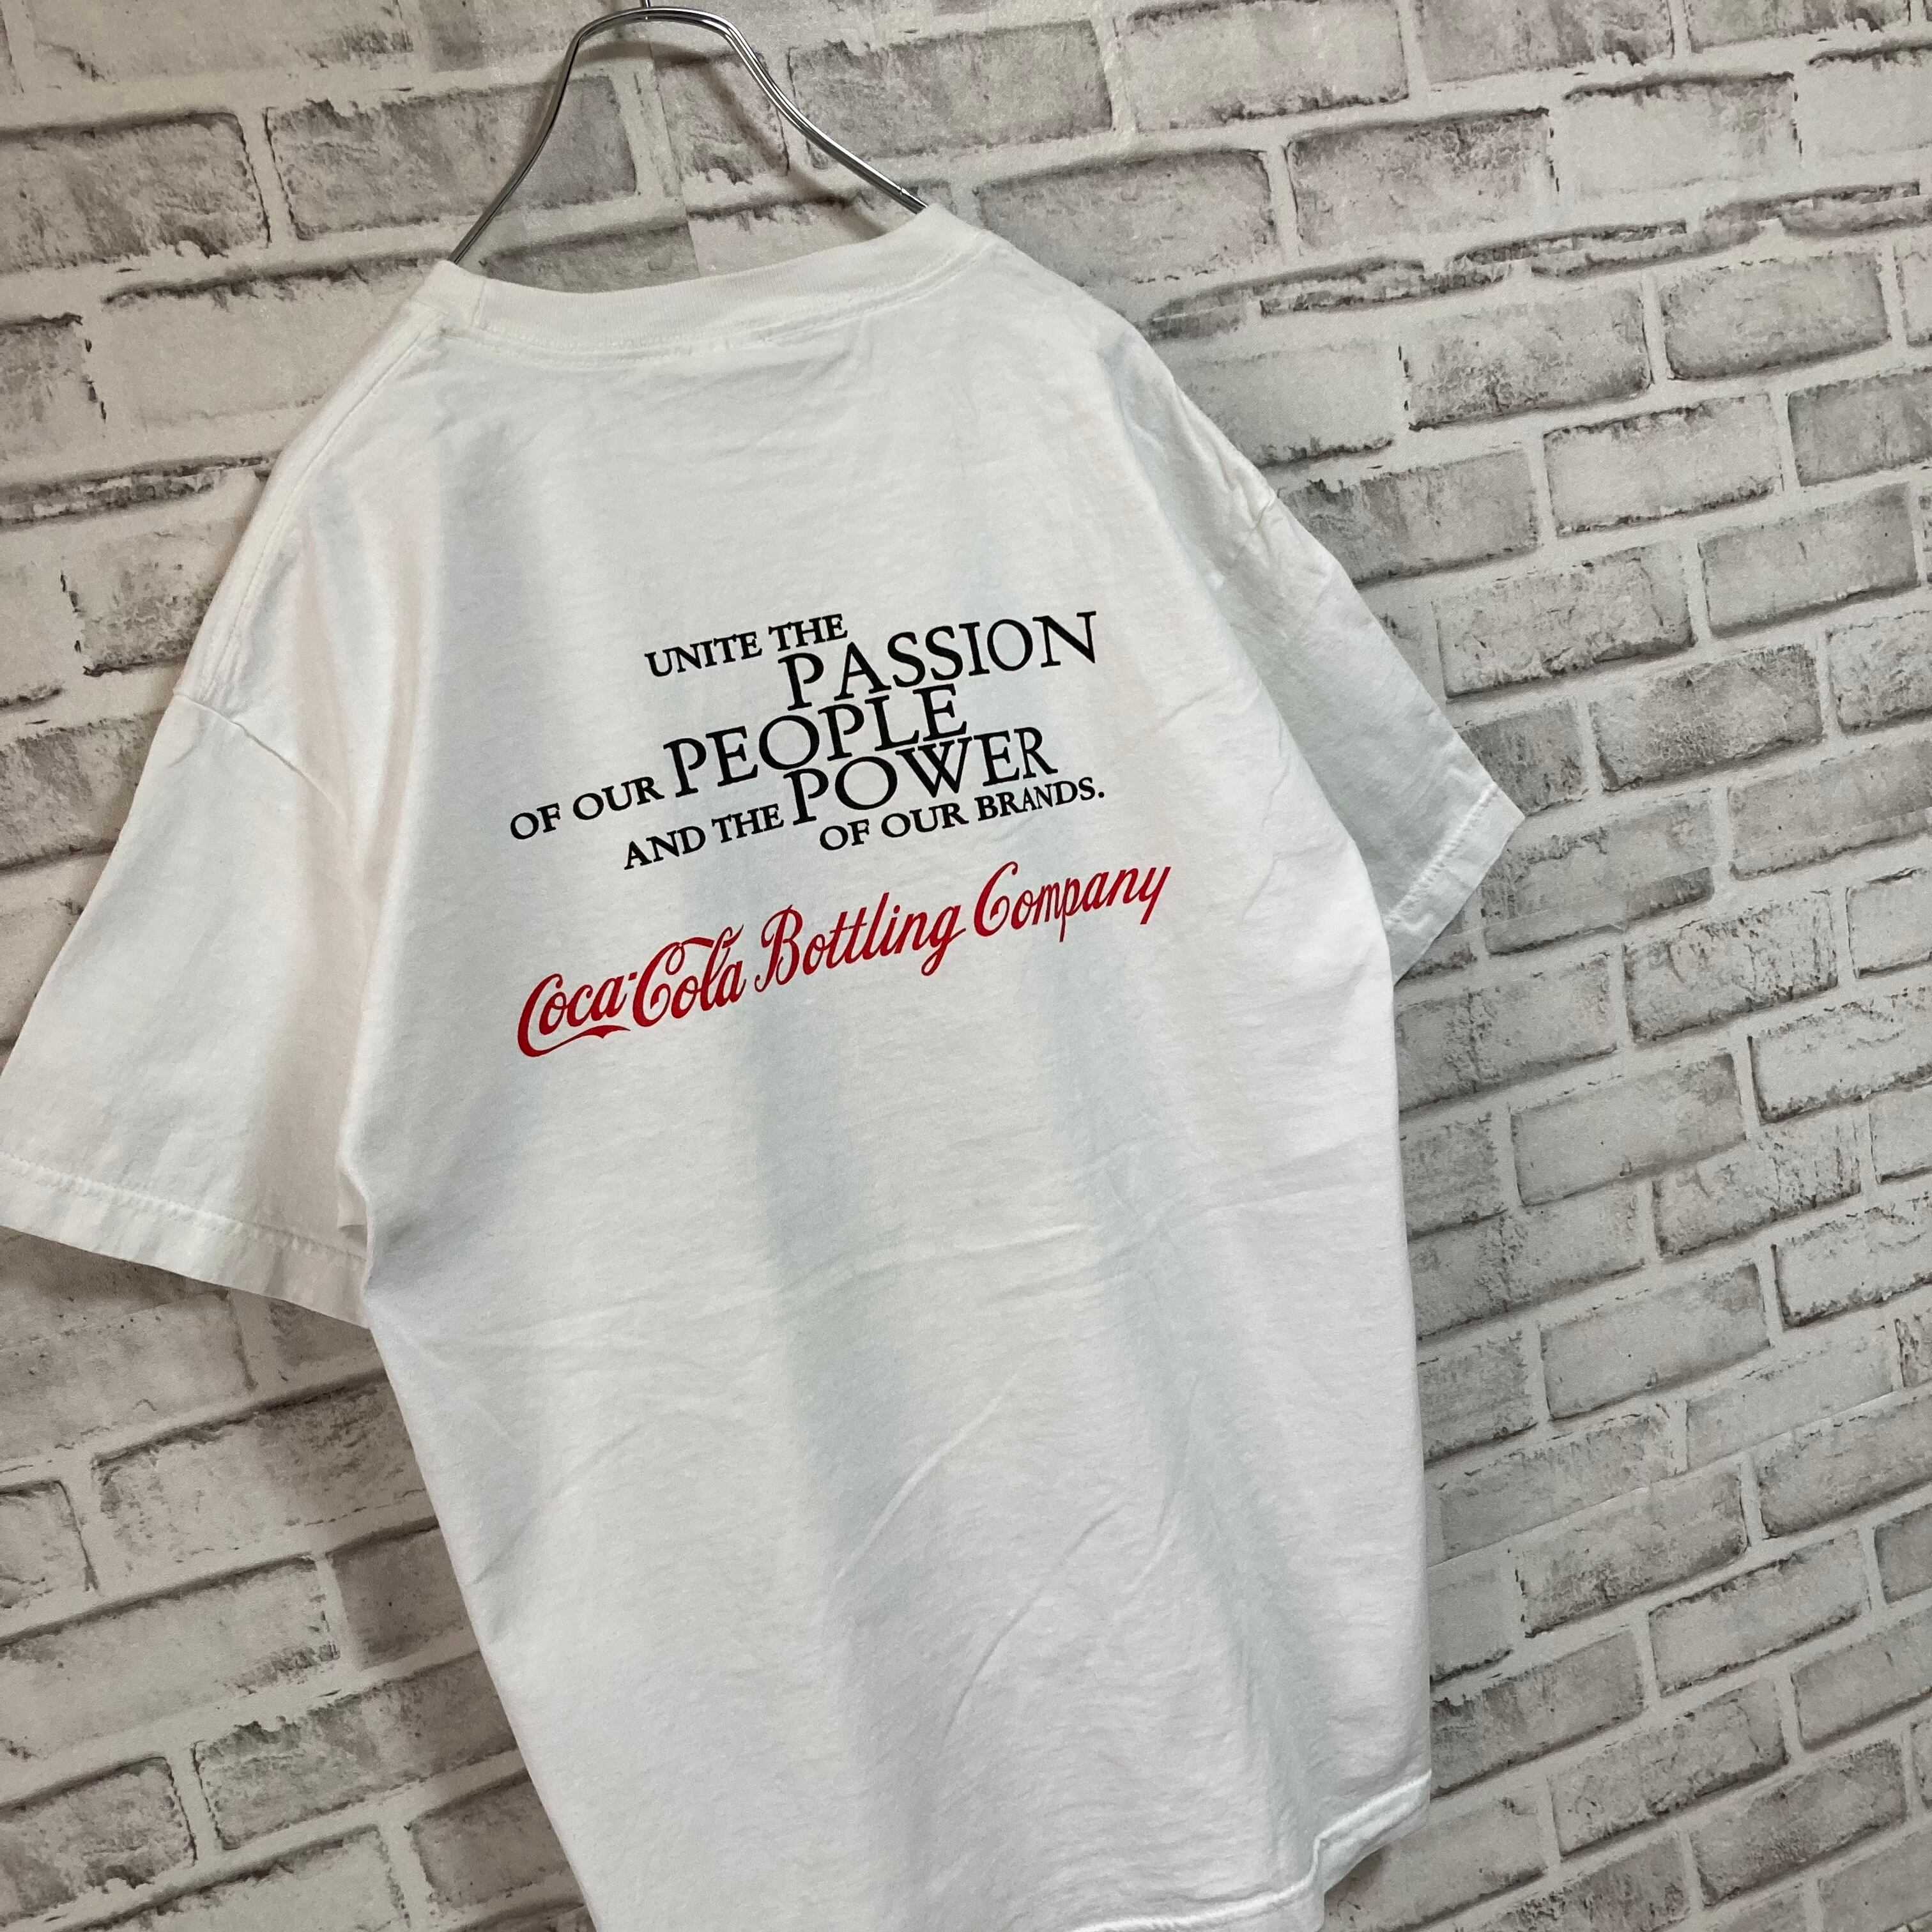 UNITE THE
PASSION
OF OUR PEOPLE
AND THE POWER
OF OUR BRANDS.
Coca-Cola Bottling Company